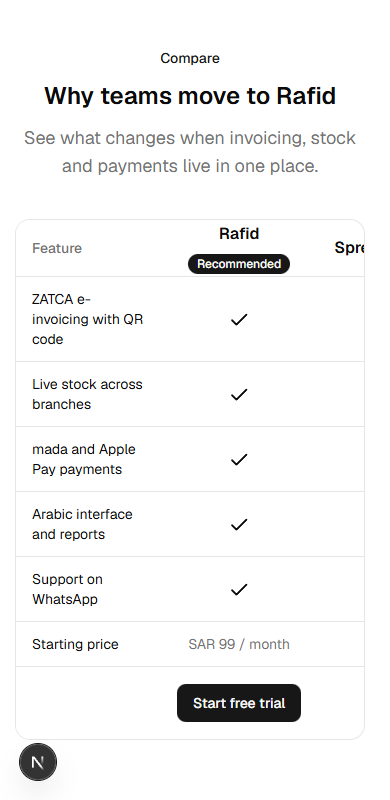 Compare
Why teams move to Rafid
See what changes when invoicing, stock
and payments live in one place.
Feature
Rafid
Recommended
Spre
ZATCA e-
invoicing with QR
code
Live stock across
branches
mada and Apple
Pay payments
Arabic interface
and reports
Support on
WhatsApp
Starting price
SAR 99 / month
Start free trial
N